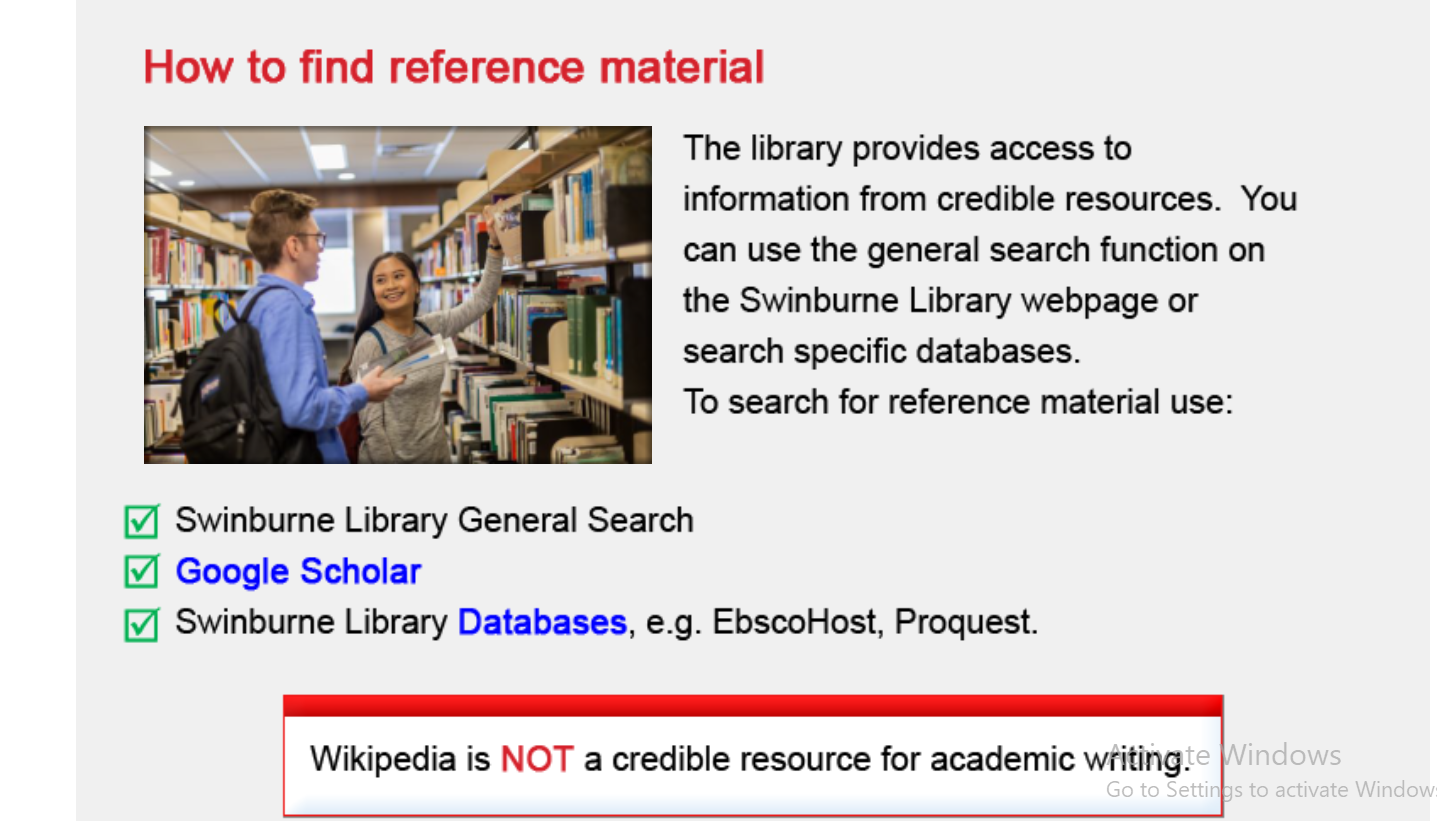 How to find reference material
The library provides access to
information from credible resources.  You
can use the general search function on
the Swinburne Library webpage or
search specific databases.
To search for reference material use:
Swinburne Library General Search
Google Scholar
Swinburne Library Databases, e.g. EbscoHost, Proquest.
Wikipedia is NOT a credible resource for academic writing.
Activate Windows
Go to Settings to activate Windows